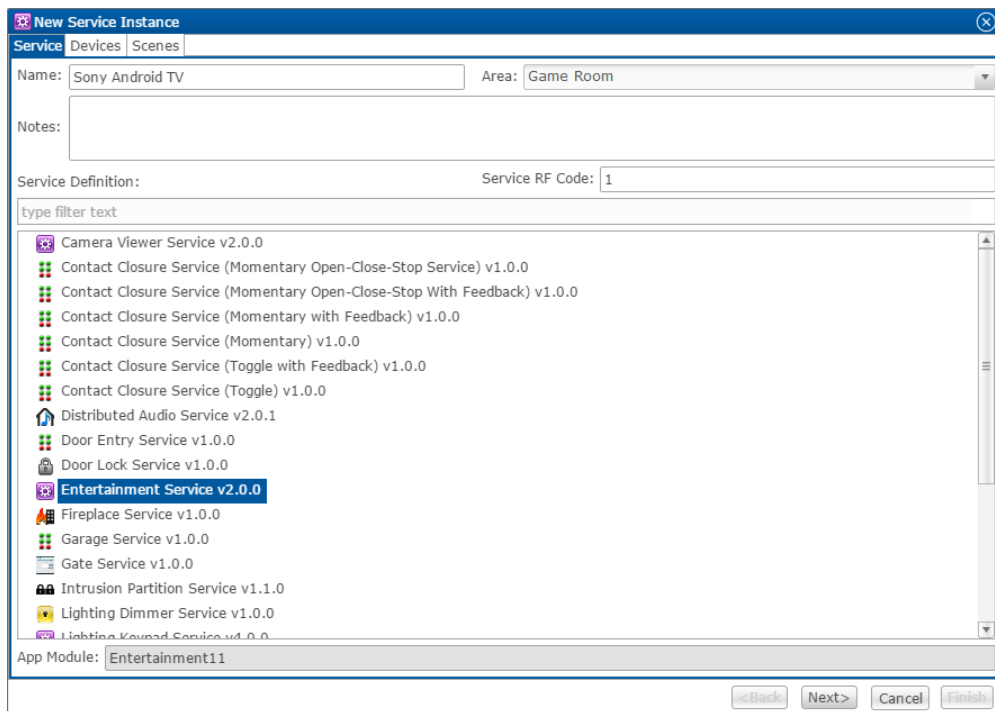 New Service Instance
Service Devices Scenes
Name: Sony Android TV Area: Game Room
Notes:
Service Definition: Service RF Code: 1
type filter text
Camera Viewer Service v2.0.0
Contact Closure Service (Momentary Open-Close-Stop Service) v1.0.0
Contact Closure Service (Momentary Open-Close-Stop With Feedback) v1.0.0
Contact Closure Service (Momentary with Feedback) v1.0.0
Contact Closure Service (Momentary) v1.0.0
Contact Closure Service (Toggle with Feedback) v1.0.0
Contact Closure Service (Toggle) v1.0.0
Distributed Audio Service v2.0.1
Door Entry Service v1.0.0
Door Lock Service v1.0.0
Entertainment Service v2.0.0
Fireplace Service v1.0.0
Garage Service v1.0.0
Gate Service v1.0.0
Intrusion Partition Service v1.1.0
Lighting Dimmer Service v1.0.0
Lighting Keypad Service v4.0.0
App Module: Entertainment11
<Back Next> Cancel Finish